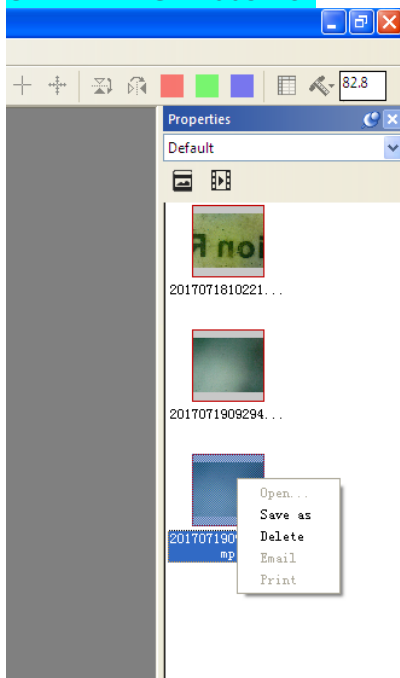 82.8
Properties
Default
ion R
2017071810221...
2017071909294...
201707190
mp
Open...
Save as
Delete
Email
Print